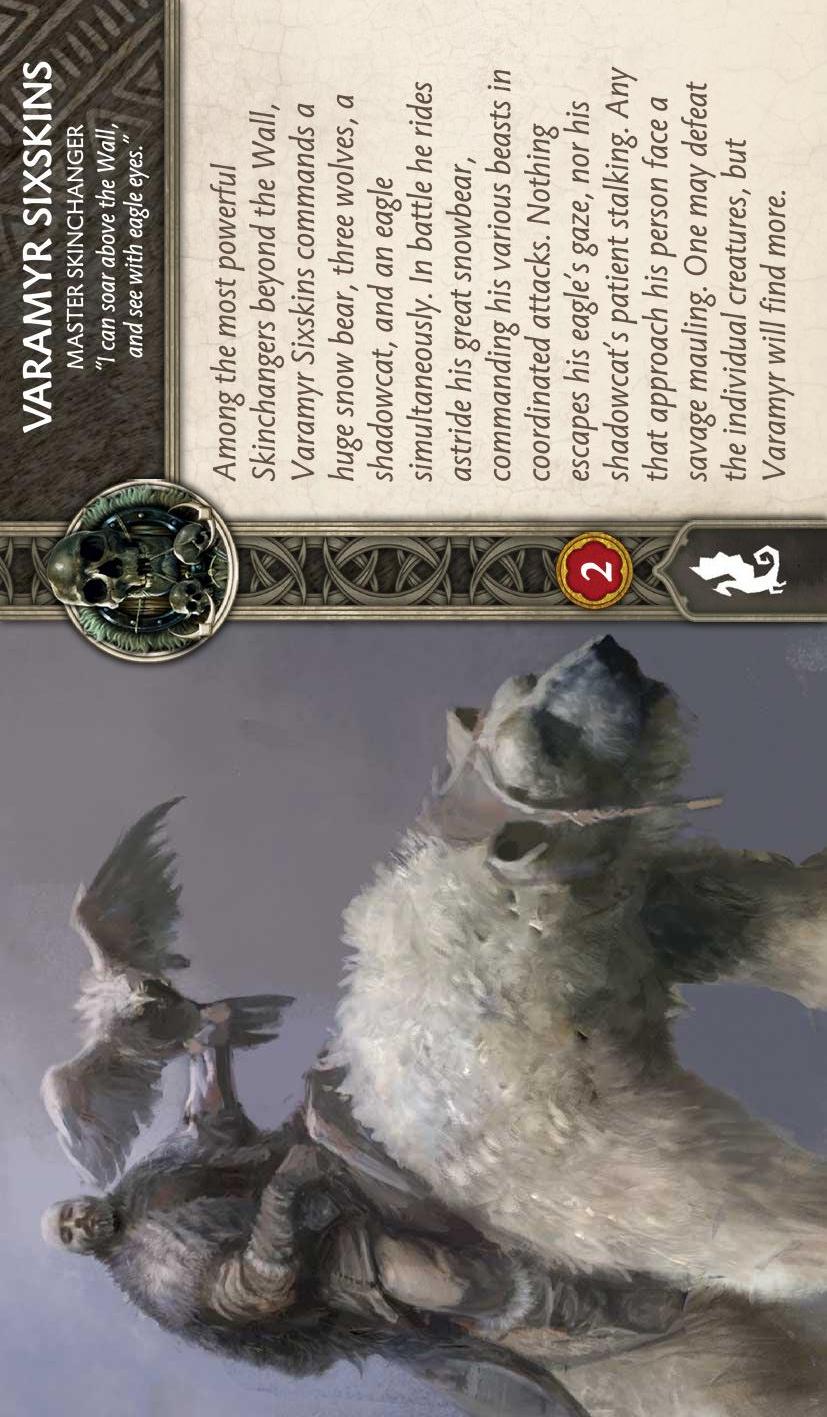 VARAMYR SIXSKINS
MASTER SKINCHANGER
"I can soar above the Wall,
and see with eagle eyes."
Among the most powerful
Skinchangers beyond the Wall,
Varamyr Sixskins commands a
huge snow bear, three wolves, a
shadowcat, and an eagle
simultaneously. In battle he rides
astride his great snowbear,
commanding his various beasts in
coordinated attacks. Nothing
escapes his eagle's gaze, nor his
shadowcat's patient stalking. Any
that approach his person face a
savage mauling. One may defeat
the individual creatures, but
Varamyr will find more.
2